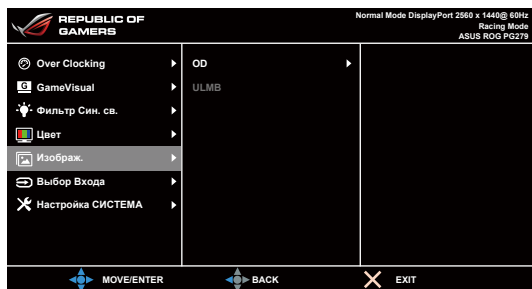 REPUBLIC OF
GAMERS
Normal Mode DisplayPort 2560 x 1440@ 60Hz
Racing Mode
ASUS ROG PG279
Over Clocking
OD
G GameVisual
ULMB
Фильтр Син. св.
Цвет
Изображ.
Выбор Входа
Настройка СИСТЕМА
MOVE/ENTER
BACK
EXIT